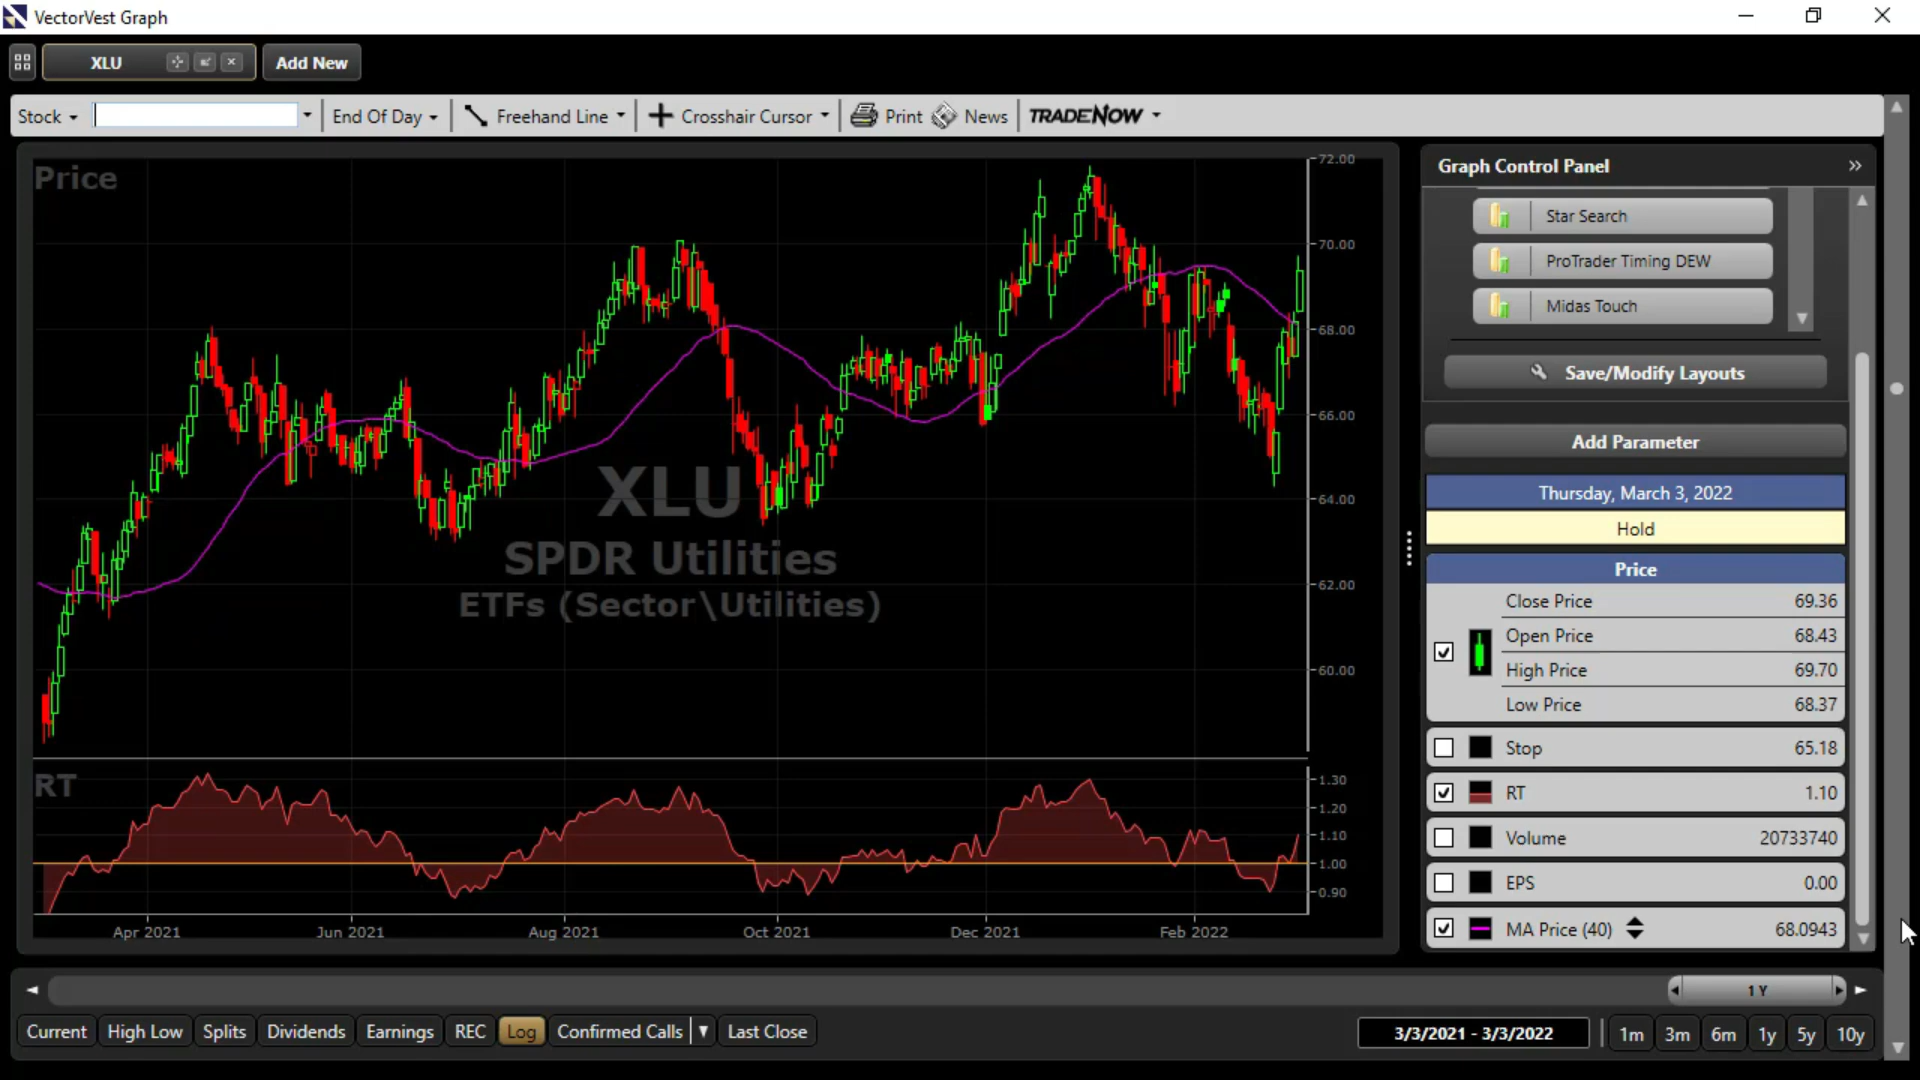 VectorVest Graph
XLU
Add New
Stock
End Of Day
Freehand Line
Crosshair Cursor
Print
News
TRADENOW
Price
72.00
70.00
68.00
66.00
64.00
62.00
60.00
XLU
SPDR Utilities
ETFs (Sector\Utilities)
RT
1.30
1.20
1.10
1.00
0.90
Apr 2021
Jun 2021
Aug 2021
Oct 2021
Dec 2021
Feb 2022
Graph Control Panel
Star Search
ProTrader Timing DEW
Midas Touch
Save/Modify Layouts
Add Parameter
Thursday, March 3, 2022
Hold
Price
Close Price 69.36
Open Price 68.43
High Price 69.70
Low Price 68.37
Stop 65.18
RT 1.10
Volume 20733740
EPS 0.00
MA Price (40) 68.0943
1 Y
Current
High Low
Splits
Dividends
Earnings
REC
Log
Confirmed Calls
Last Close
3/3/2021 - 3/3/2022
1m
3m
6m
1y
5y
10y